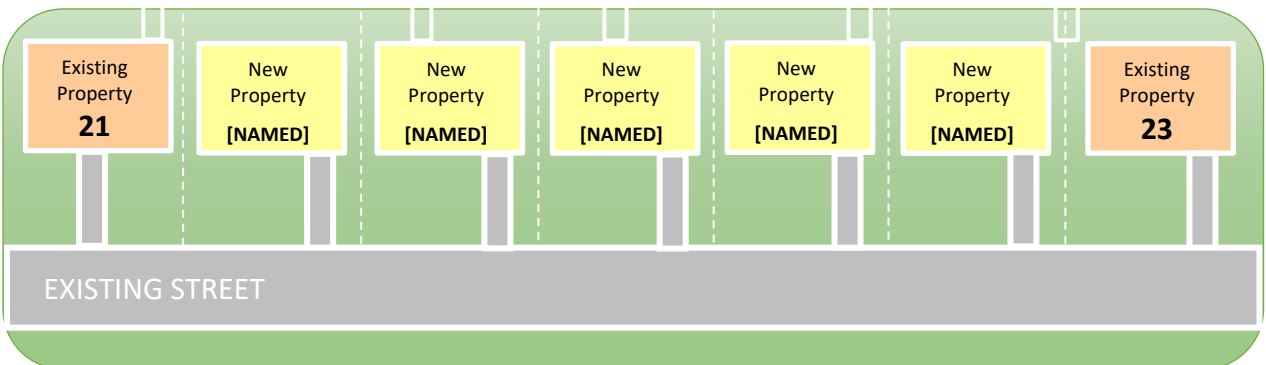 Existing
Property
21
New
Property
[NAMED]
New
Property
[NAMED]
New
Property
[NAMED]
New
Property
[NAMED]
New
Property
[NAMED]
Existing
Property
23
EXISTING STREET